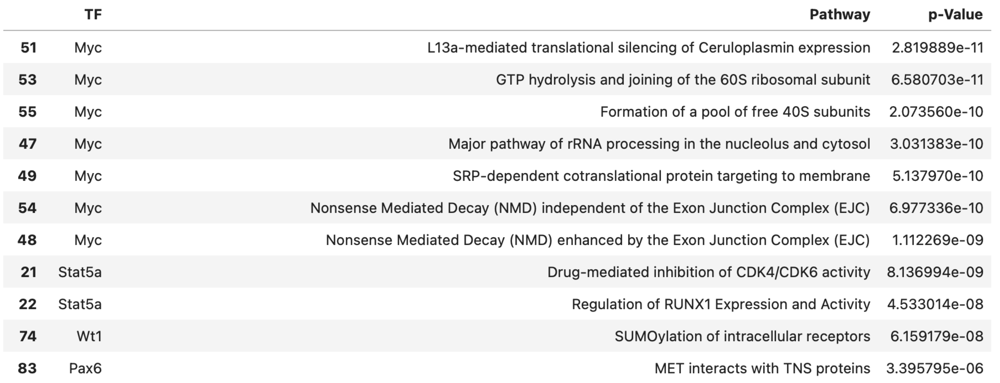 TF Pathway p-Value
51 Myc L13a-mediated translational silencing of Ceruloplasmin expression 2.819889e-11
53 Myc GTP hydrolysis and joining of the 60S ribosomal subunit 6.580703e-11
55 Myc Formation of a pool of free 40S subunits 2.073560e-10
47 Myc Major pathway of rRNA processing in the nucleolus and cytosol 3.031383e-10
49 Myc SRP-dependent cotranslational protein targeting to membrane 5.137970e-10
54 Myc Nonsense Mediated Decay (NMD) independent of the Exon Junction Complex (EJC) 6.977336e-10
48 Myc Nonsense Mediated Decay (NMD) enhanced by the Exon Junction Complex (EJC) 1.112269e-09
21 Stat5a Drug-mediated inhibition of CDK4/CDK6 activity 8.136994e-09
22 Stat5a Regulation of RUNX1 Expression and Activity 4.533014e-08
74 Wt1 SUMOylation of intracellular receptors 6.159179e-08
83 Pax6 MET interacts with TNS proteins 3.395795e-06